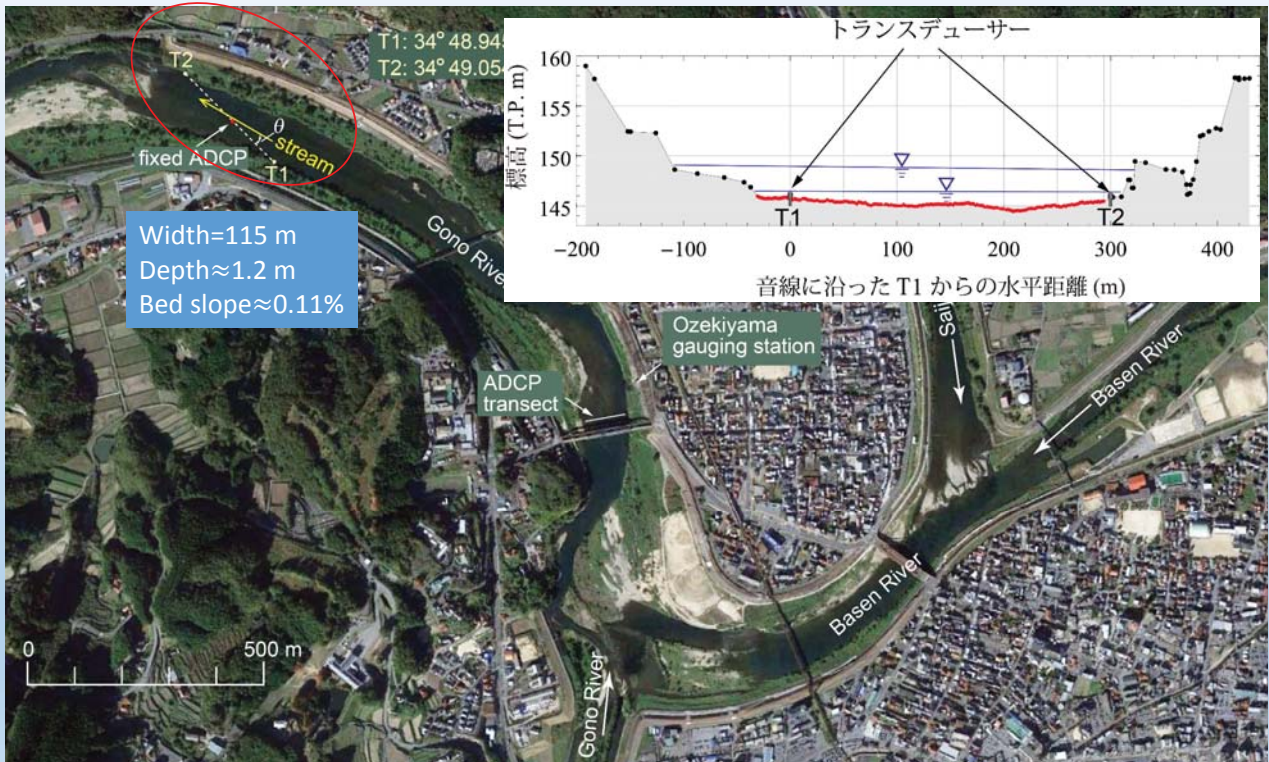 T2
T1: 34° 48.94
T2: 34° 49.05
fixed ADCP
θ
stream
T1
Width=115 m
Depth≈1.2 m
Bed slope≈0.11%
Gono River
トランスデューサー
標高 (T.P. m)
160
155
150
145
T1
T2
−200
−100
0
100
200
300
400
音線に沿った T1 からの水平距離 (m)
Ozekiyama
gauging station
ADCP
transect
Sai
Basen River
Basen River
Gono River
0
500 m